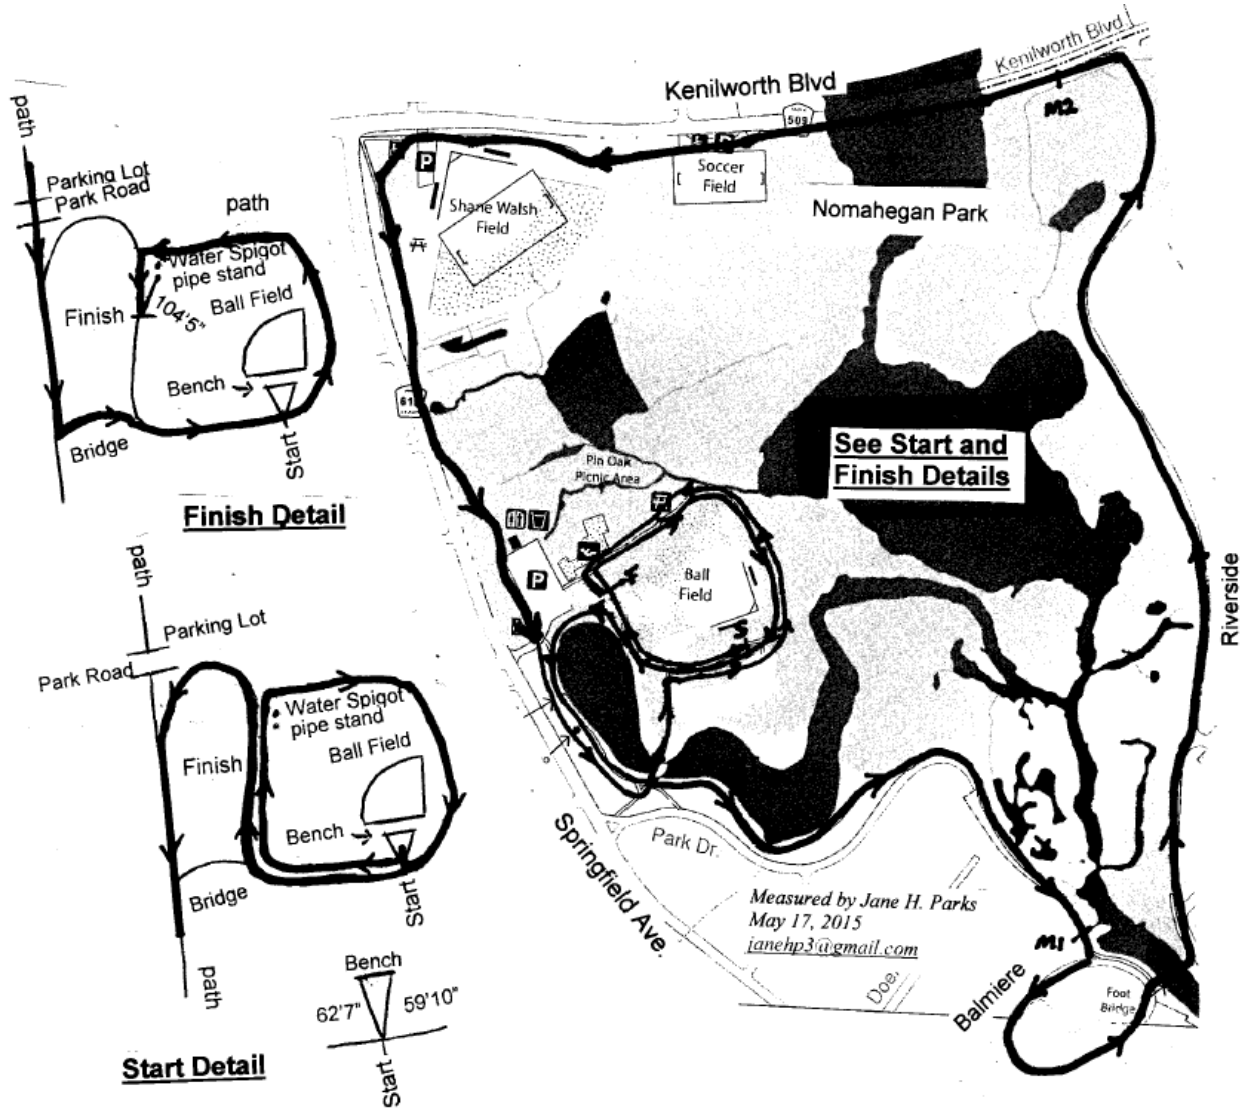 Kenilworth Blvd
Kenilworth Blvd
509
M2
path
Parking Lot
Park Road
path
Water Spigot
pipe stand
104'5"
Finish
Ball Field
Bench
Start
Bridge
Finish Detail
P
Shane Walsh
Field
Soccer
Field
Nomahegan Park
See Start and
Finish Details
Pin Oak
Picnic Area
P
F
Ball
Field
S
Riverside
path
Parking Lot
Park Road
Water Spigot
pipe stand
Finish
Ball Field
Bench
Start
Bridge
path
Bench
62'7"
59'10"
Start
Start Detail
Springfield Ave.
Park Dr.
Measured by Jane H. Parks
May 17, 2015
janehp3@gmail.com
M1
Balmiere
Foot
Bridge